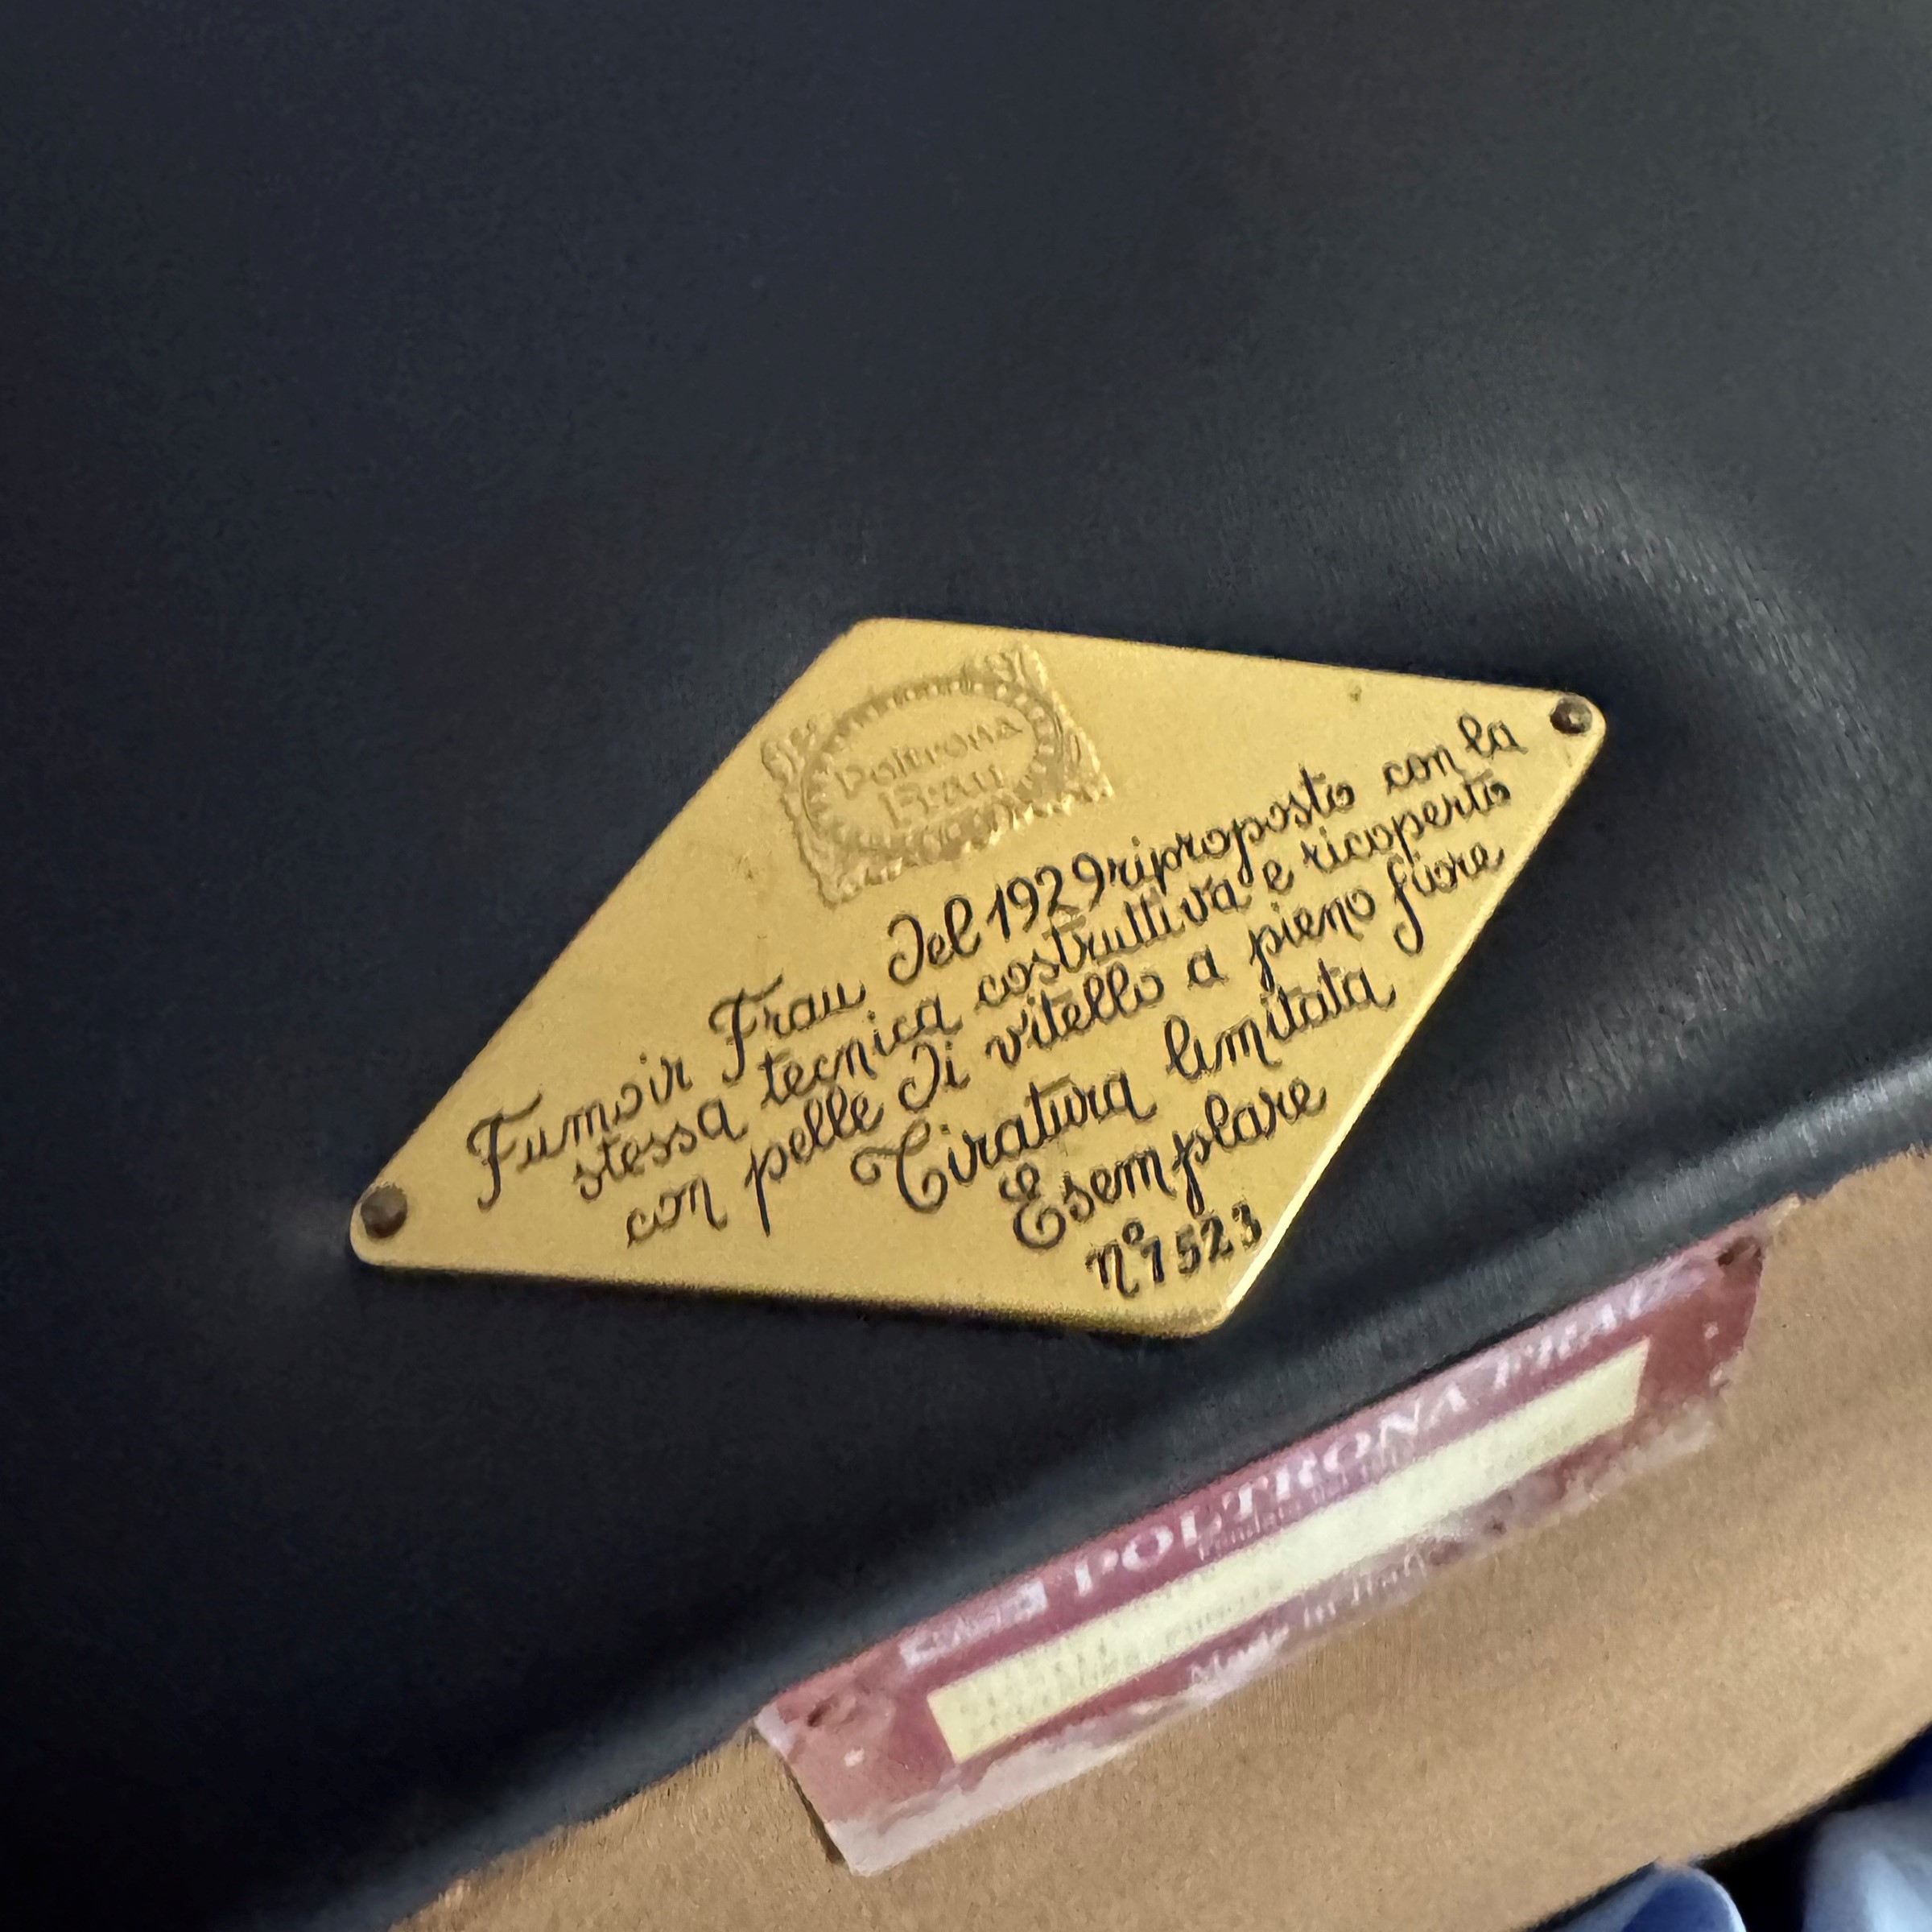 Poltrona
Frau
Fumoir Frau del 1929 riproposto con la
stessa tecnica costruttiva e ricoperto
con pelle di vitello a pieno fiore
Tiratura limitata
Esemplare
n° 1523
POLTRONA FRAU
Made in Italy